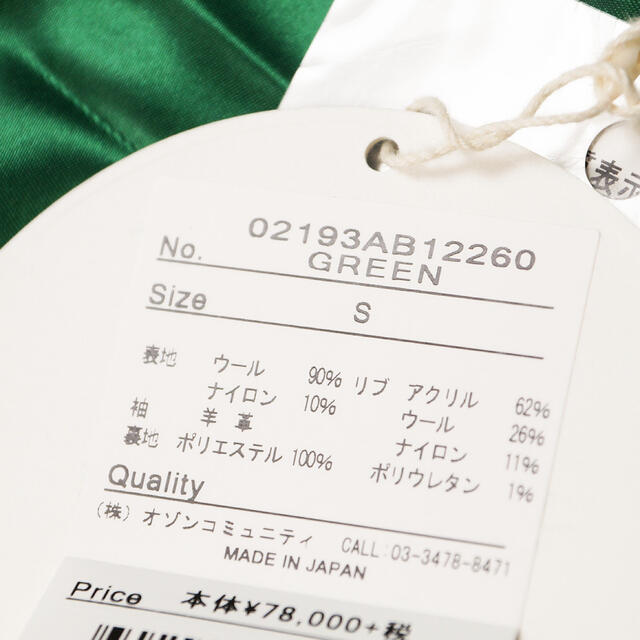 No. 02193AB12260
GREEN
Size S
表地 ウール 90% リブ アクリル 62%
ナイロン 10% ウール 26%
袖 羊革 ナイロン 11%
裏地 ポリエステル 100% ポリウレタン 1%
Quality
(株) オゾンコミュニティ CALL:03-3478-8471
MADE IN JAPAN
Price 本体¥78,000+税
表示